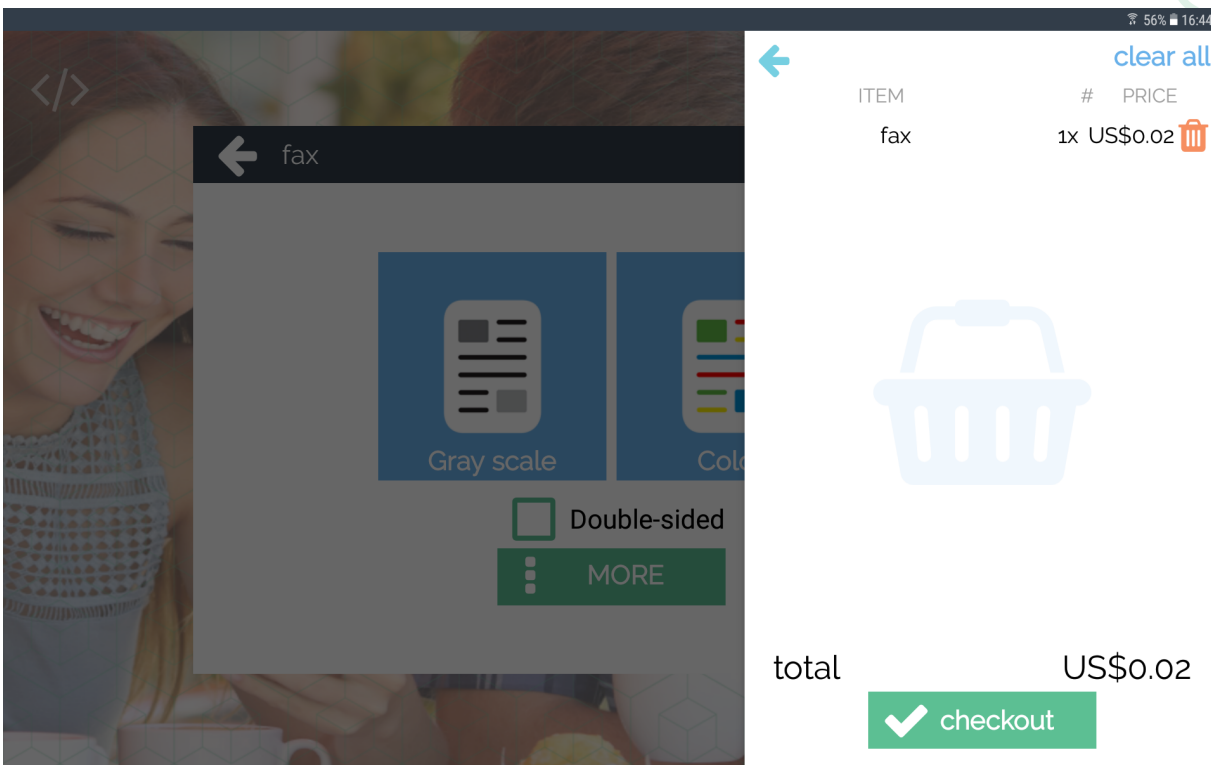 56% 16:44
clear all
ITEM # PRICE
fax 1x US$0.02
</>
fax
Gray scale
Double-sided
MORE
total US$0.02
checkout